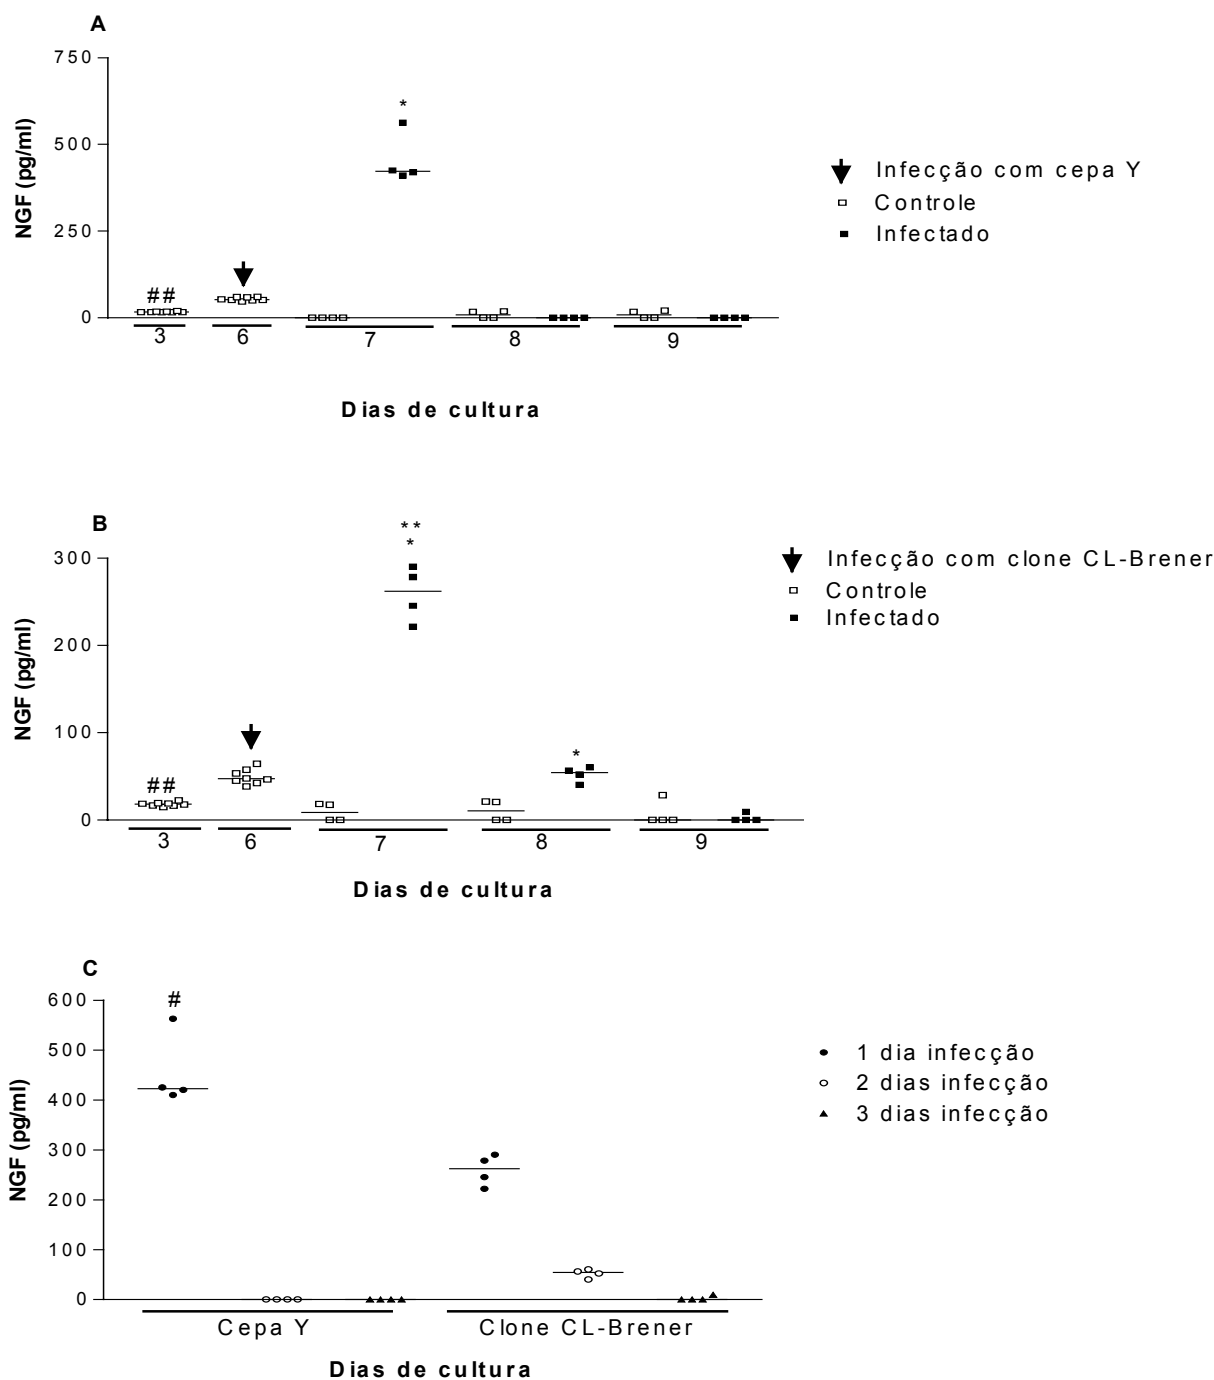 A
750
500
250
0
NGF (pg/ml)
*
##
3
6
7
8
9
Dias de cultura
Infecção com cepa Y
Controle
Infectado
B
300
200
100
0
NGF (pg/ml)
**
*
*
##
3
6
7
8
9
Dias de cultura
Infecção com clone CL-Brener
Controle
Infectado
C
600
500
400
300
200
100
0
NGF (pg/ml)
#
Cepa Y
Clone CL-Brener
Dias de cultura
1 dia infecção
2 dias infecção
3 dias infecção